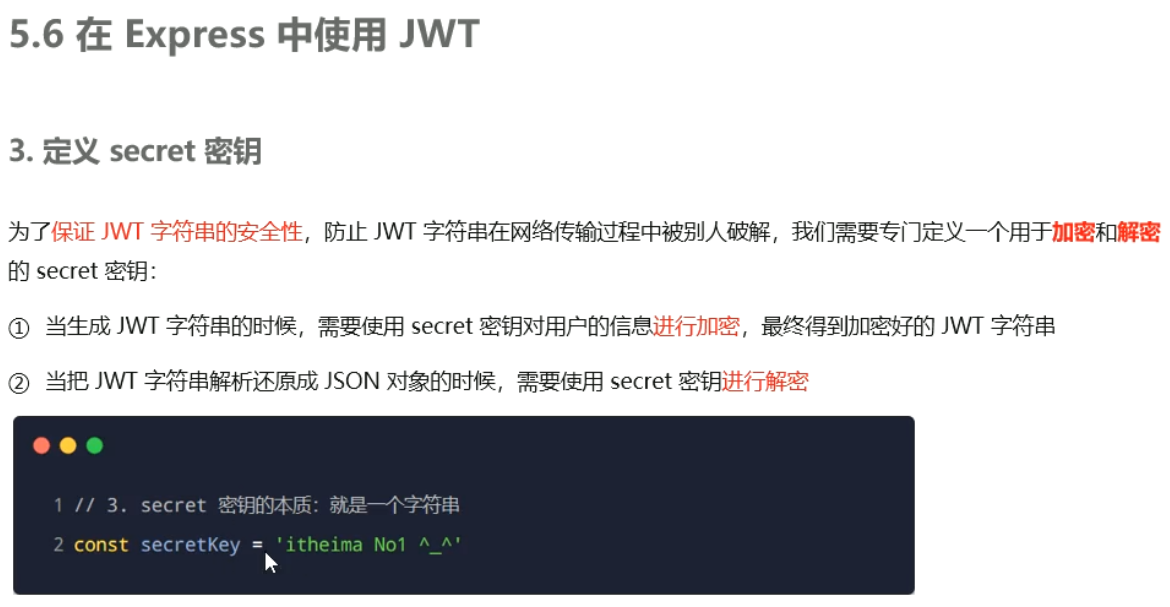 5.6 在 Express 中使用 JWT
3. 定义 secret 密钥
为了保证 JWT 字符串的安全性，防止 JWT 字符串在网络传输过程中被别人破解，我们需要专门定义一个用于加密和解密
的 secret 密钥：
① 当生成 JWT 字符串的时候，需要使用 secret 密钥对用户的信息进行加密，最终得到加密好的 JWT 字符串
② 当把 JWT 字符串解析还原成 JSON 对象的时候，需要使用 secret 密钥进行解密
1 // 3. secret 密钥的本质：就是一个字符串
2 const secretKey = 'itheima No1 ^_^'